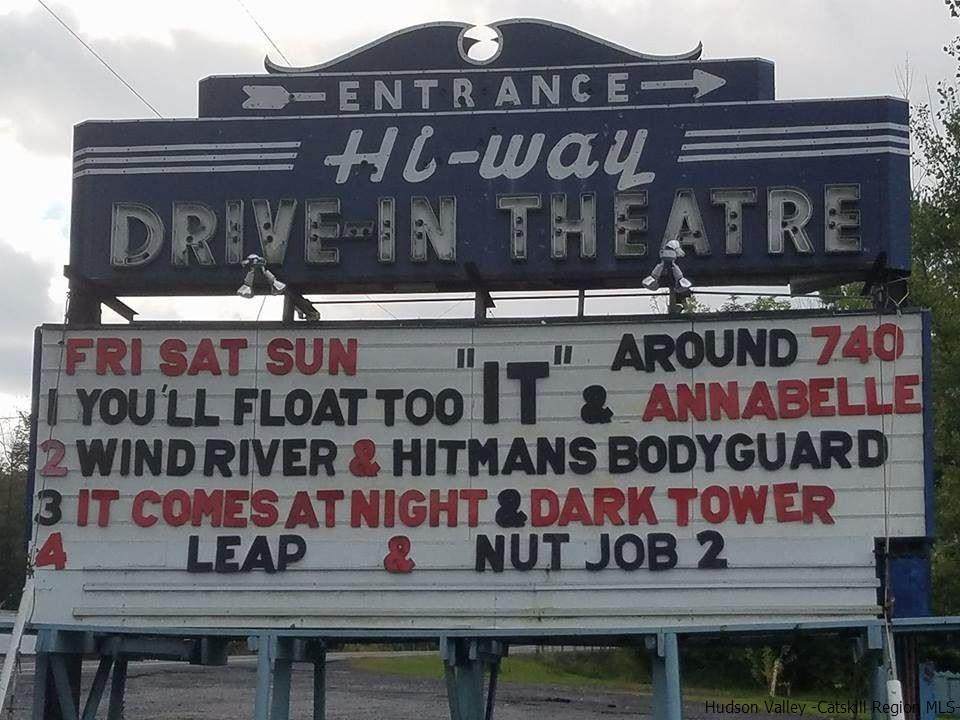 ENTRANCE
Hi-way
DRIVE-IN THEATRE
FRI SAT SUN AROUND 740
1 YOU'LL FLOAT TOO "IT" & ANNABELLE
2 WIND RIVER & HITMANS BODYGUARD
3 IT COMES AT NIGHT & DARK TOWER
4 LEAP & NUT JOB 2
Hudson Valley -Catskill Region MLS-